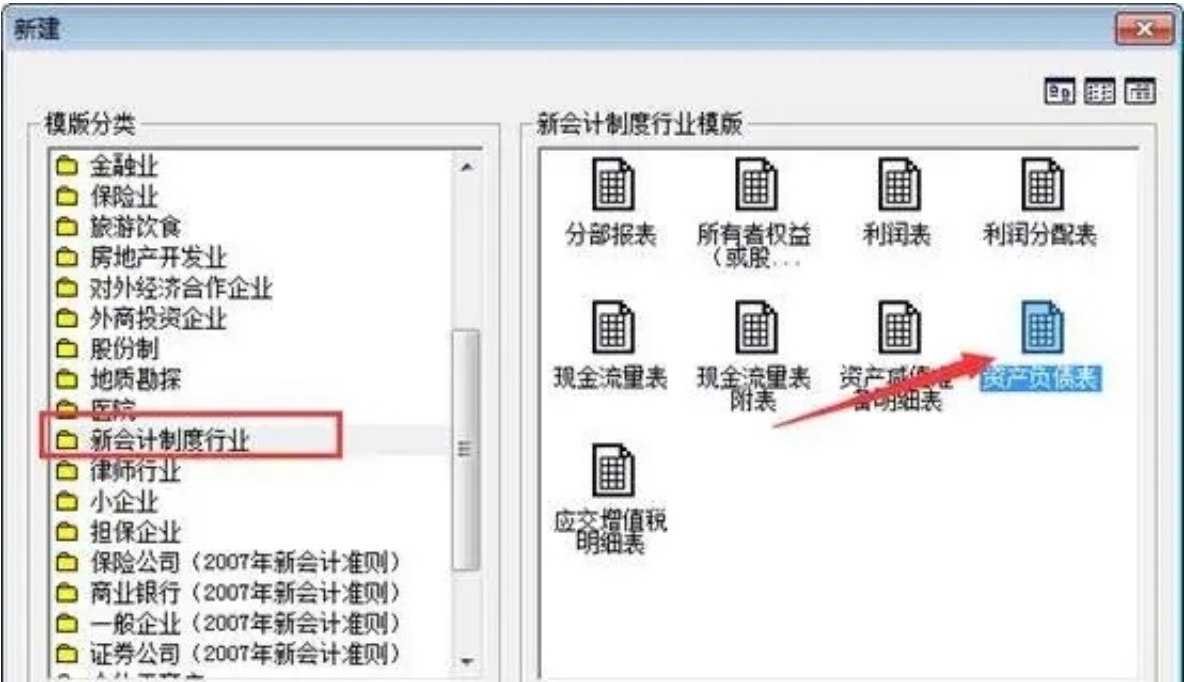 新建
模版分类
金融业
保险业
旅游饮食
房地产开发业
对外经济合作企业
外商投资企业
股份制
地质勘探
医院
新会计制度行业
律师行业
小企业
担保企业
保险公司（2007年新会计准则）
商业银行（2007年新会计准则）
一般企业（2007年新会计准则）
证券公司（2007年新会计准则）
新会计制度行业模版
分部报表
所有者权益
（或股...
利润表
利润分配表
现金流量表
现金流量表
附表
资产减值准
备明细表
资产负债表
应交增值税
明细表